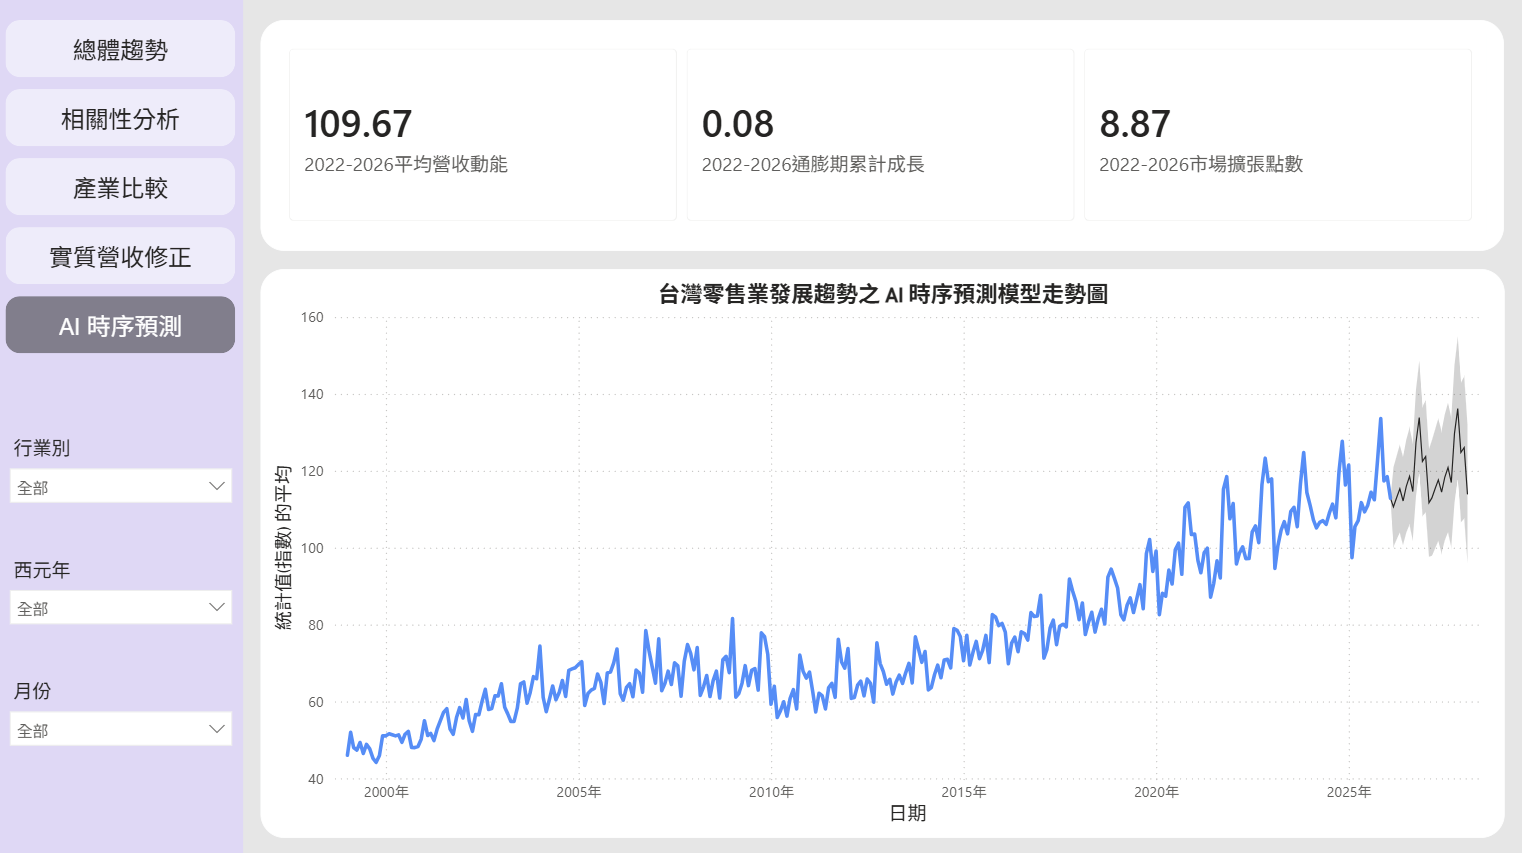 總體趨勢
相關性分析
產業比較
實質營收修正
AI 時序預測
行業別
全部
西元年
全部
月份
全部
109.67
2022-2026平均營收動能
0.08
2022-2026通膨期累計成長
8.87
2022-2026市場擴張點數
台灣零售業發展趨勢之 AI 時序預測模型走勢圖
統計值(指數) 的平均
160
140
120
100
80
60
40
2000年
2005年
2010年
2015年
2020年
2025年
日期